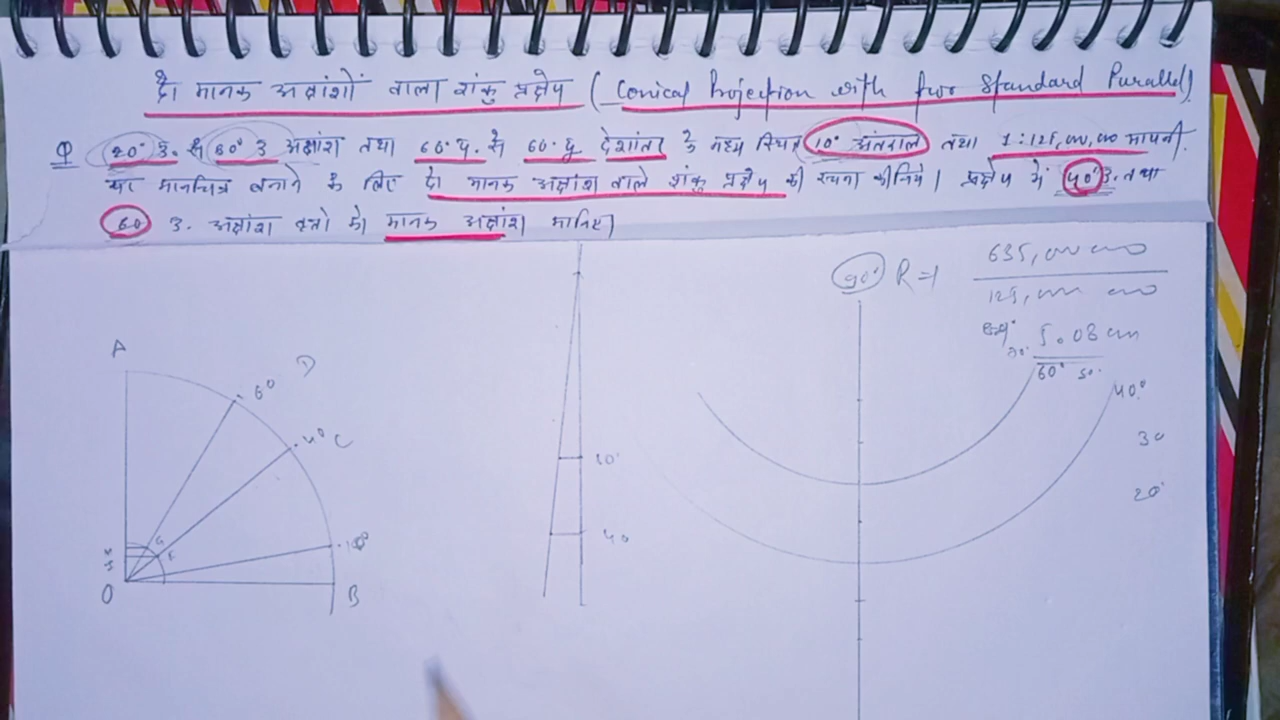 दो मानक अक्षांशों वाला शंकु प्रक्षेप (Conical Projection with two Standard Parallel)
Q 20° उ. से 80° उ अक्षांश तथा 60° प. से 60° पू देशांतर के मध्य स्थित 10° अंतराल तथा 1:125,000,000 मापनी
पर मानचित्र बनाने के लिए दो मानक अक्षांश वाले शंकु प्रक्षेप की रचना कीजिये। प्रक्षेप में 40° उ. तथा
60 उ. अक्षांश वृत्तों को मानक अक्षांश मानिए।
90° R = 635,000 000
125,000 000
5.08 cm
60° 50°
40°
30
20°
A
D
60
40 C
10°
G
E
O
B
40